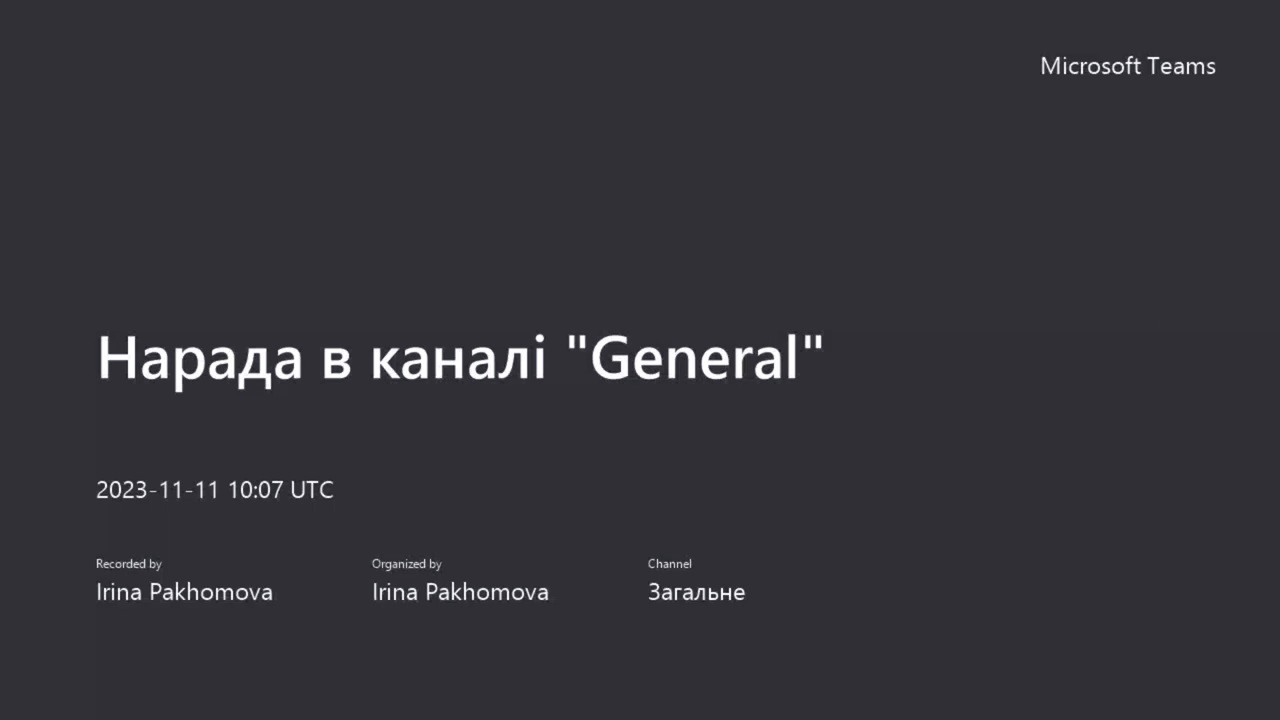 Microsoft Teams
Нарада в каналі "General"
2023-11-11 10:07 UTC
Recorded by
Irina Pakhomova
Organized by
Irina Pakhomova
Channel
Загальне